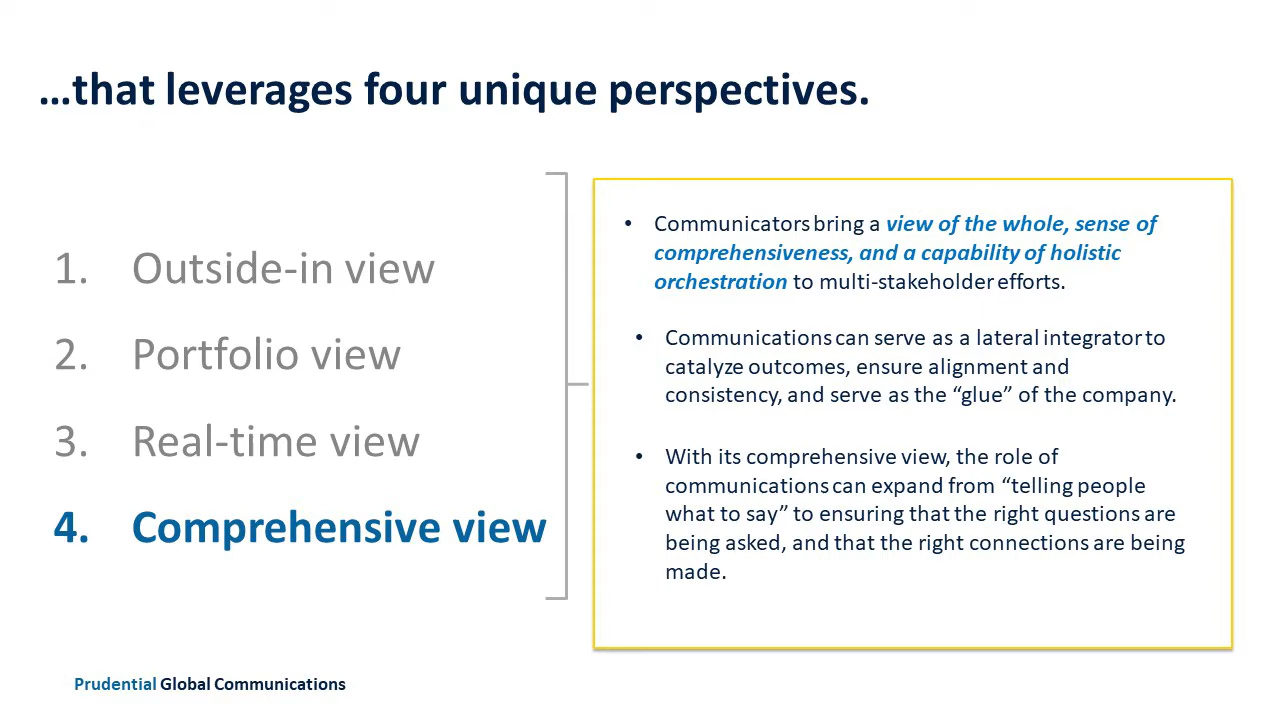 …that leverages four unique perspectives.
1. Outside-in view
2. Portfolio view
3. Real-time view
4. Comprehensive view
• Communicators bring a view of the whole, sense of
comprehensiveness, and a capability of holistic
orchestration to multi-stakeholder efforts.
• Communications can serve as a lateral integrator to
catalyze outcomes, ensure alignment and
consistency, and serve as the “glue” of the company.
• With its comprehensive view, the role of
communications can expand from “telling people
what to say” to ensuring that the right questions are
being asked, and that the right connections are being
made.
Prudential Global Communications